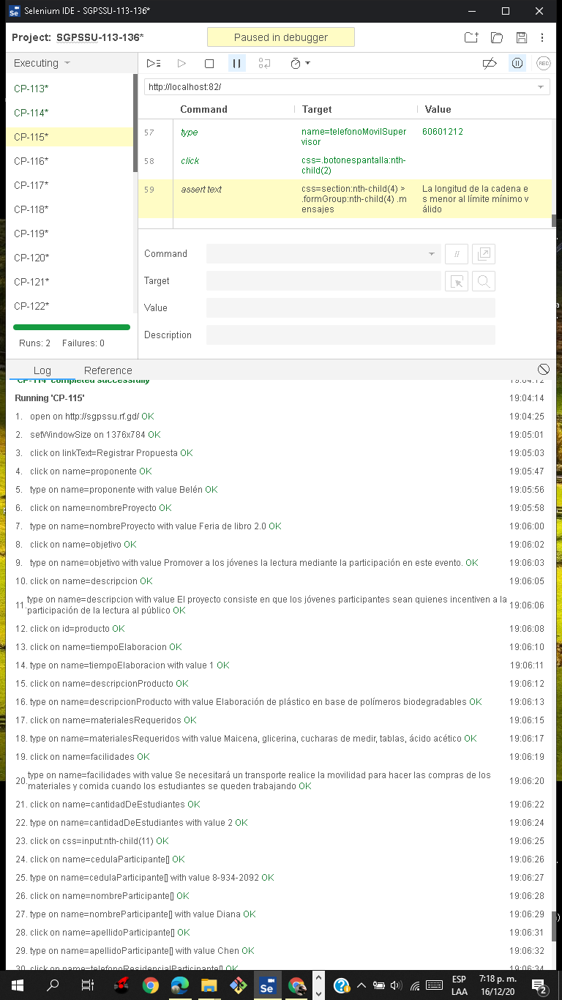 Selenium IDE - SGPSSU-113-136*
Project: SGPSSU-113-136*
Paused in debugger
Executing
CP-113*
CP-114*
CP-115*
CP-116*
CP-117*
CP-118*
CP-119*
CP-120*
CP-121*
CP-122*
Runs: 2 Failures: 0
REC
http://localhost:82/
Command Target Value
57 type name=telefonoMovilSuper
visor 60601212
58 click css=.botonespantalla:nth-
child(2)
59 assert text css=section:nth-child(4) >
.formGroup:nth-child(4) .m
ensajes
La longitud de la cadena e
s menor al límite mínimo v
álido
Command //
Target
Value
Description
Log Reference
'CP-114' completed successfully 19:04:12
Running 'CP-115' 19:04:14
1. open on http://sgpssu.rf.gd/ OK 19:04:25
2. setWindowSize on 1376x784 OK 19:05:01
3. click on linkText=Registrar Propuesta OK 19:05:03
4. click on name=proponente OK 19:05:47
5. type on name=proponente with value Belén OK 19:05:56
6. click on name=nombreProyecto OK 19:05:58
7. type on name=nombreProyecto with value Feria de libro 2.0 OK 19:06:00
8. click on name=objetivo OK 19:06:02
9. type on name=objetivo with value Promover a los jóvenes la lectura mediante la participación en este evento. OK 19:06:03
10. click on name=descripcion OK 19:06:05
11. type on name=descripcion with value El proyecto consiste en que los jóvenes participantes sean quienes incentiven a la
participación de la lectura al público OK 19:06:06
12. click on id=producto OK 19:06:08
13. click on name=tiempoElaboracion OK 19:06:10
14. type on name=tiempoElaboracion with value 1 OK 19:06:11
15. click on name=descripcionProducto OK 19:06:12
16. type on name=descripcionProducto with value Elaboración de plástico en base de polímeros biodegradables OK 19:06:13
17. click on name=materialesRequeridos OK 19:06:15
18. type on name=materialesRequeridos with value Maicena, glicerina, cucharas de medir, tablas, ácido acético OK 19:06:17
19. click on name=facilidades OK 19:06:19
20. type on name=facilidades with value Se necesitará un transporte realice la movilidad para hacer las compras de los
materiales y comida cuando los estudiantes se queden trabajando OK 19:06:20
21. click on name=cantidadDeEstudiantes OK 19:06:22
22. type on name=cantidadDeEstudiantes with value 2 OK 19:06:24
23. click on css=input:nth-child(11) OK 19:06:25
24. click on name=cedulaParticipante[] OK 19:06:26
25. type on name=cedulaParticipante[] with value 8-934-2092 OK 19:06:27
26. click on name=nombreParticipante[] OK 19:06:28
27. type on name=nombreParticipante[] with value Diana OK 19:06:29
28. click on name=apellidoParticipante[] OK 19:06:31
29. type on name=apellidoParticipante[] with value Chen OK 19:06:32
30. click on name=telefonoResidencialParticipante[] OK 19:06:34
Se
ESP
LAA
7:18 p. m.
16/12/20
2